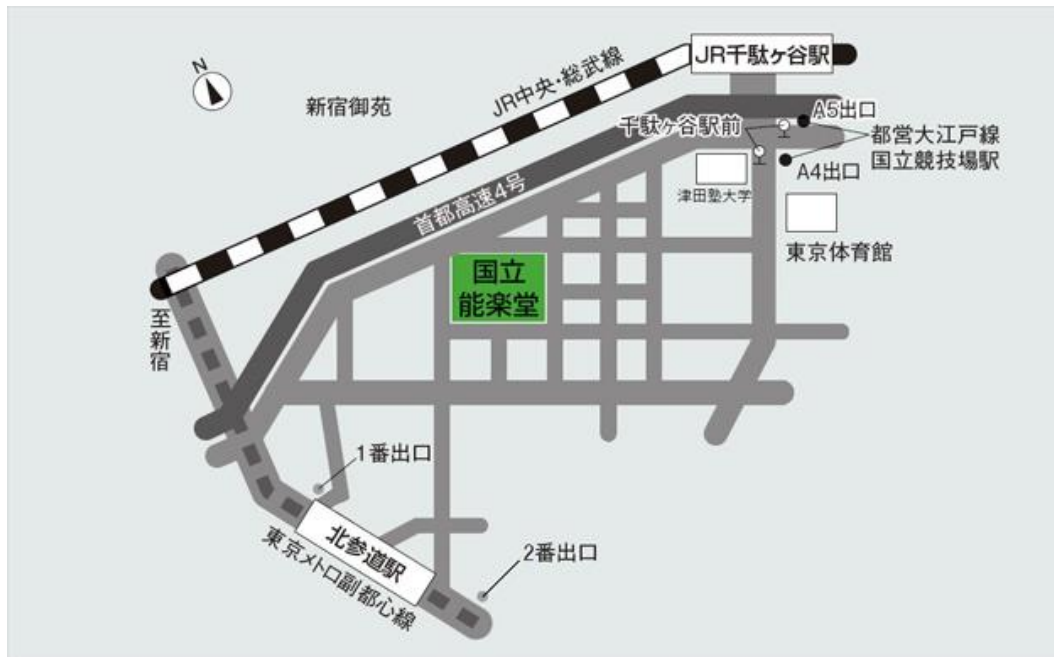 N
新宿御苑
JR中央・総武線
JR千駄ヶ谷駅
千駄ヶ谷駅前
A5出口
都営大江戸線
国立競技場駅
A4出口
津田塾大学
東京体育館
首都高速4号
国立
能楽堂
至新宿
1番出口
北参道駅
東京メトロ副都心線
2番出口